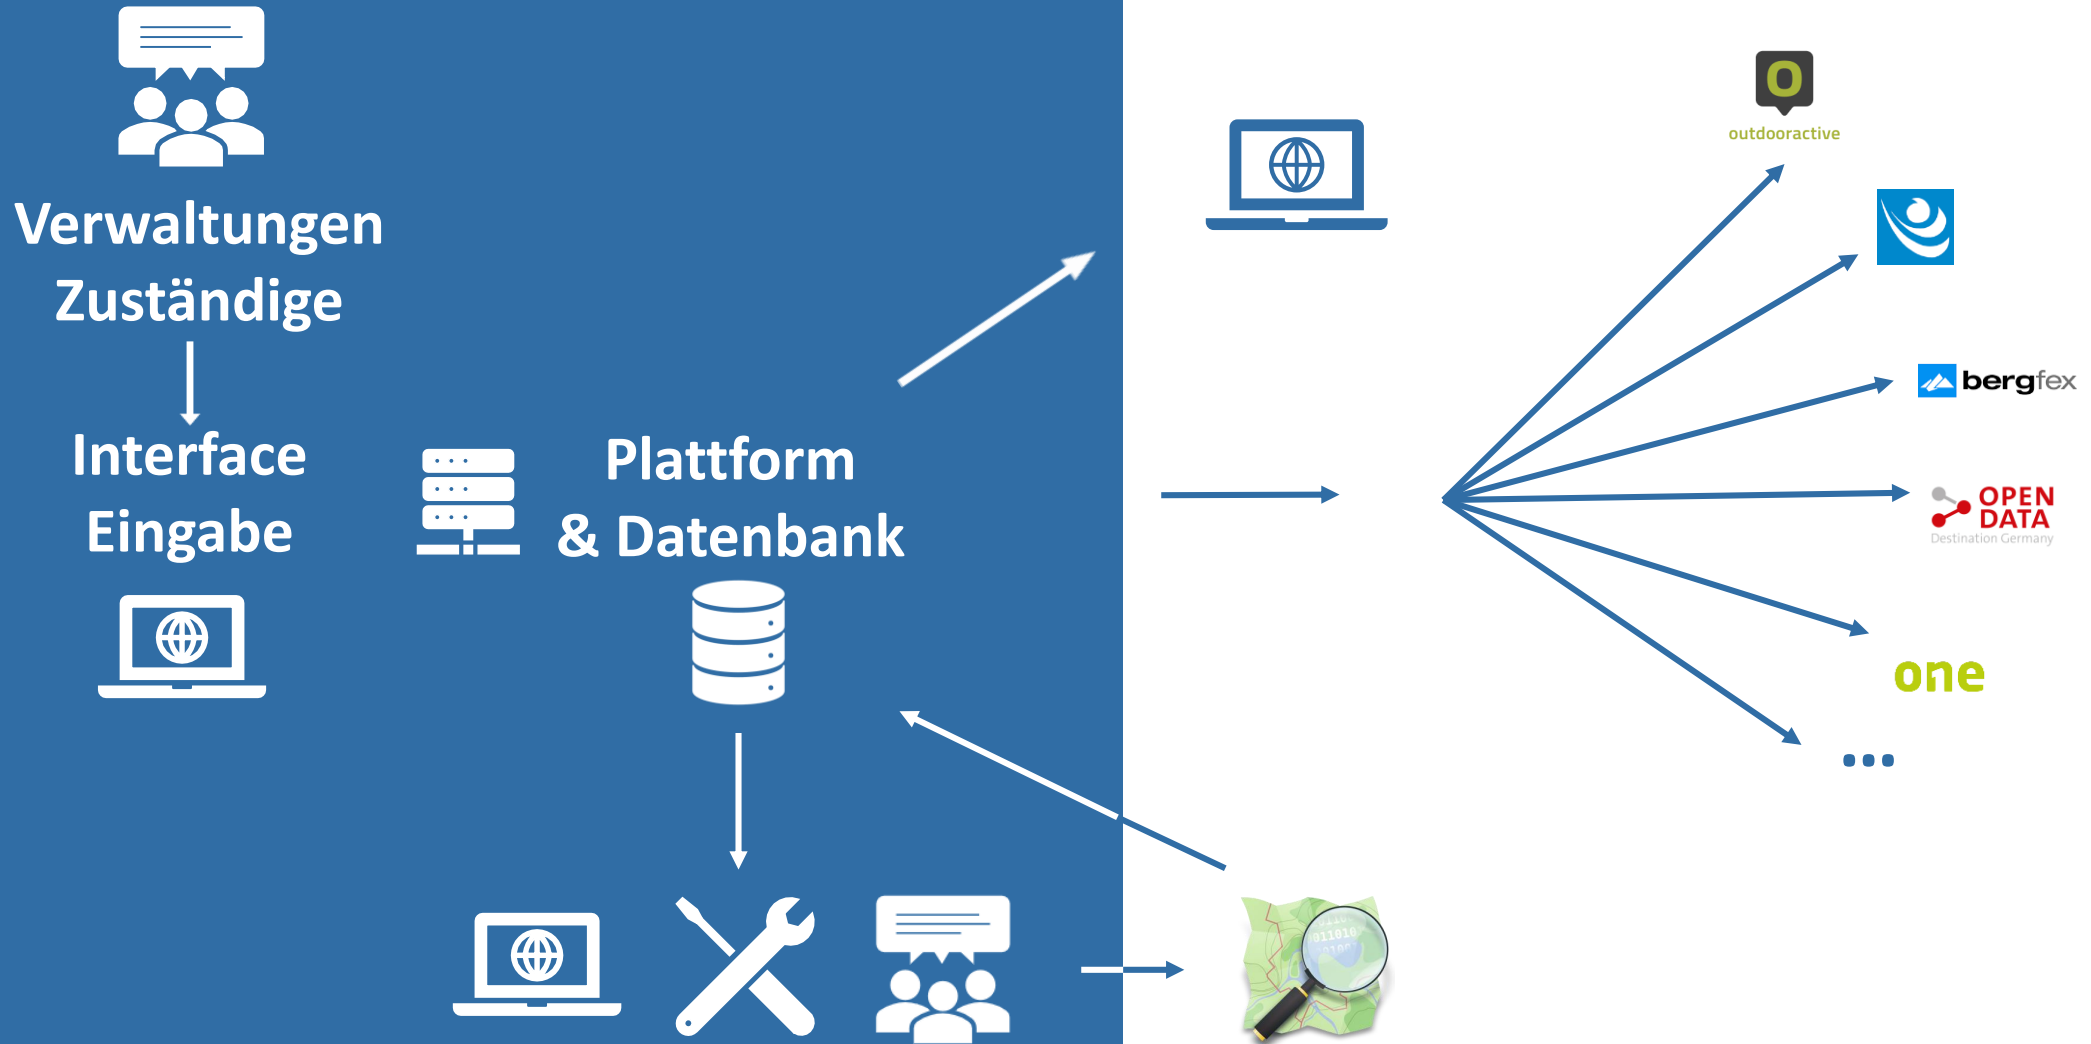 Verwaltungen
Zuständige
Interface
Eingabe
Plattform
& Datenbank
outdooractive
bergfex
OPEN
DATA
Destination Germany
one
...